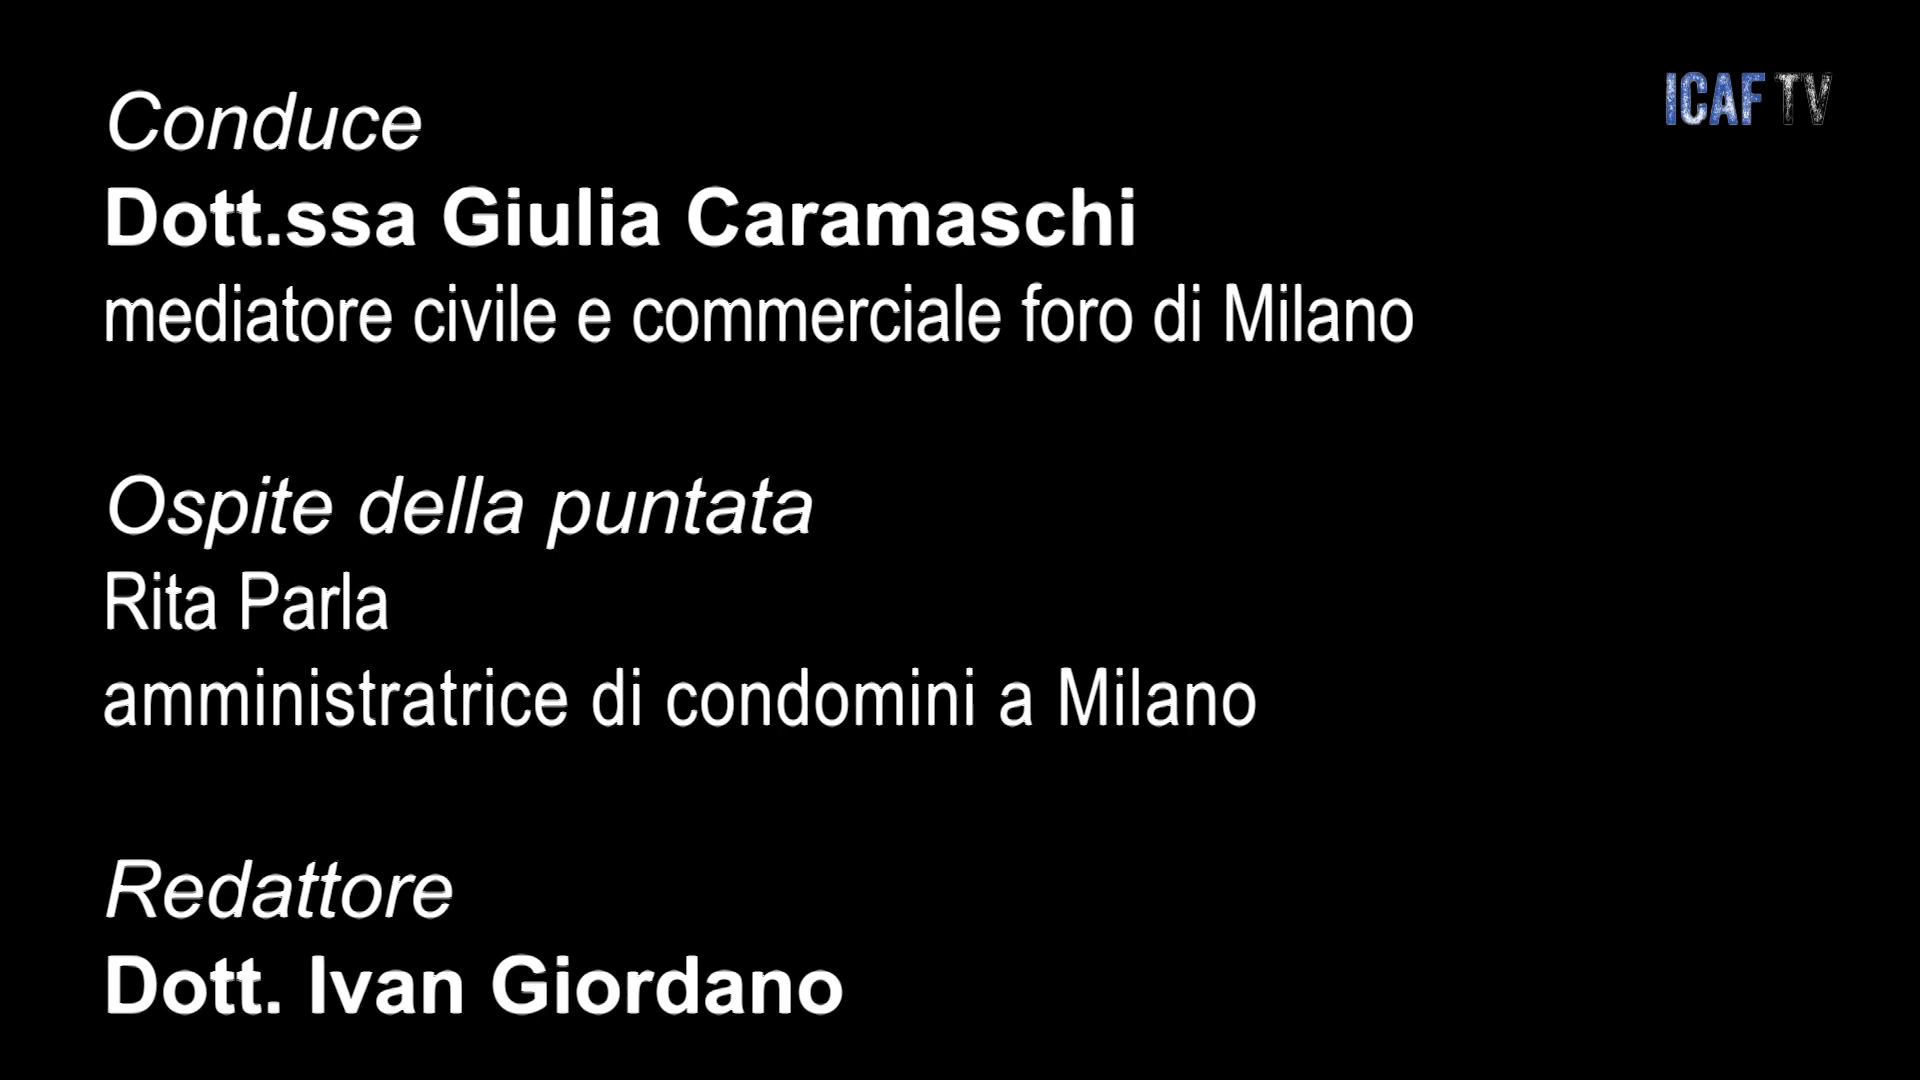 Conduce
ICAF TV
Dott.ssa Giulia Caramaschi
mediatore civile e commerciale foro di Milano
Ospite della puntata
Rita Parla
amministratrice di condomini a Milano
Redattore
Dott. Ivan Giordano